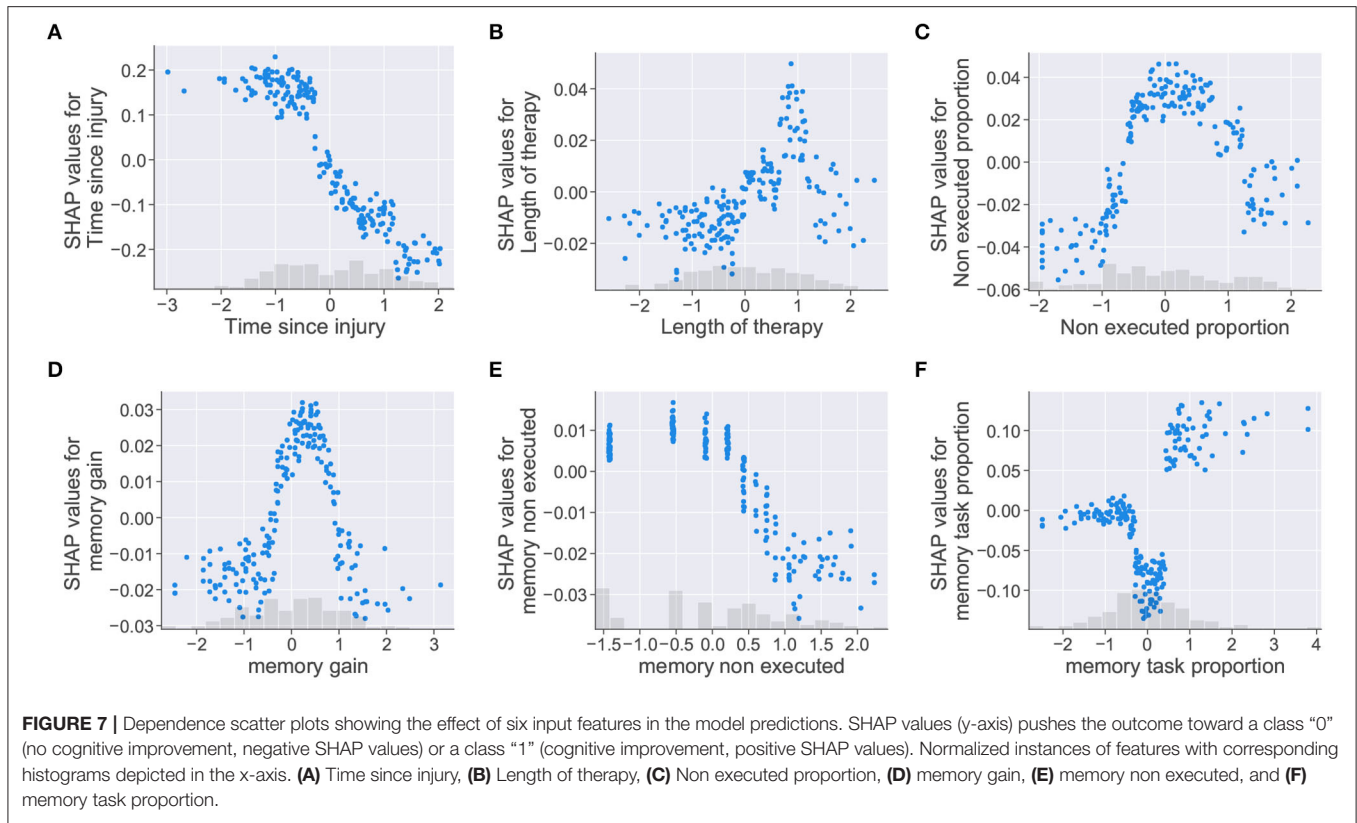 A
SHAP values for
Time since injury
0.2
0.1
0.0
−0.1
−0.2
−3 −2 −1 0 1 2
Time since injury
B
SHAP values for
Length of therapy
0.04
0.02
0.00
−0.02
−2 −1 0 1 2
Length of therapy
C
SHAP values for
Non executed proportion
0.04
0.02
0.00
−0.02
−0.04
−0.06
−2 −1 0 1 2
Non executed proportion
D
SHAP values for
memory gain
0.03
0.02
0.01
0.00
−0.01
−0.02
−0.03
−2 −1 0 1 2 3
memory gain
E
SHAP values for
memory non executed
0.01
0.00
−0.01
−0.02
−0.03
−1.5 −1.0 −0.5 0.0 0.5 1.0 1.5 2.0
memory non executed
F
SHAP values for
memory task proportion
0.10
0.05
0.00
−0.05
−0.10
−2 −1 0 1 2 3 4
memory task proportion
FIGURE 7 | Dependence scatter plots showing the effect of six input features in the model predictions. SHAP values (y-axis) pushes the outcome toward a class “0”
(no cognitive improvement, negative SHAP values) or a class “1” (cognitive improvement, positive SHAP values). Normalized instances of features with corresponding
histograms depicted in the x-axis. (A) Time since injury, (B) Length of therapy, (C) Non executed proportion, (D) memory gain, (E) memory non executed, and (F)
memory task proportion.